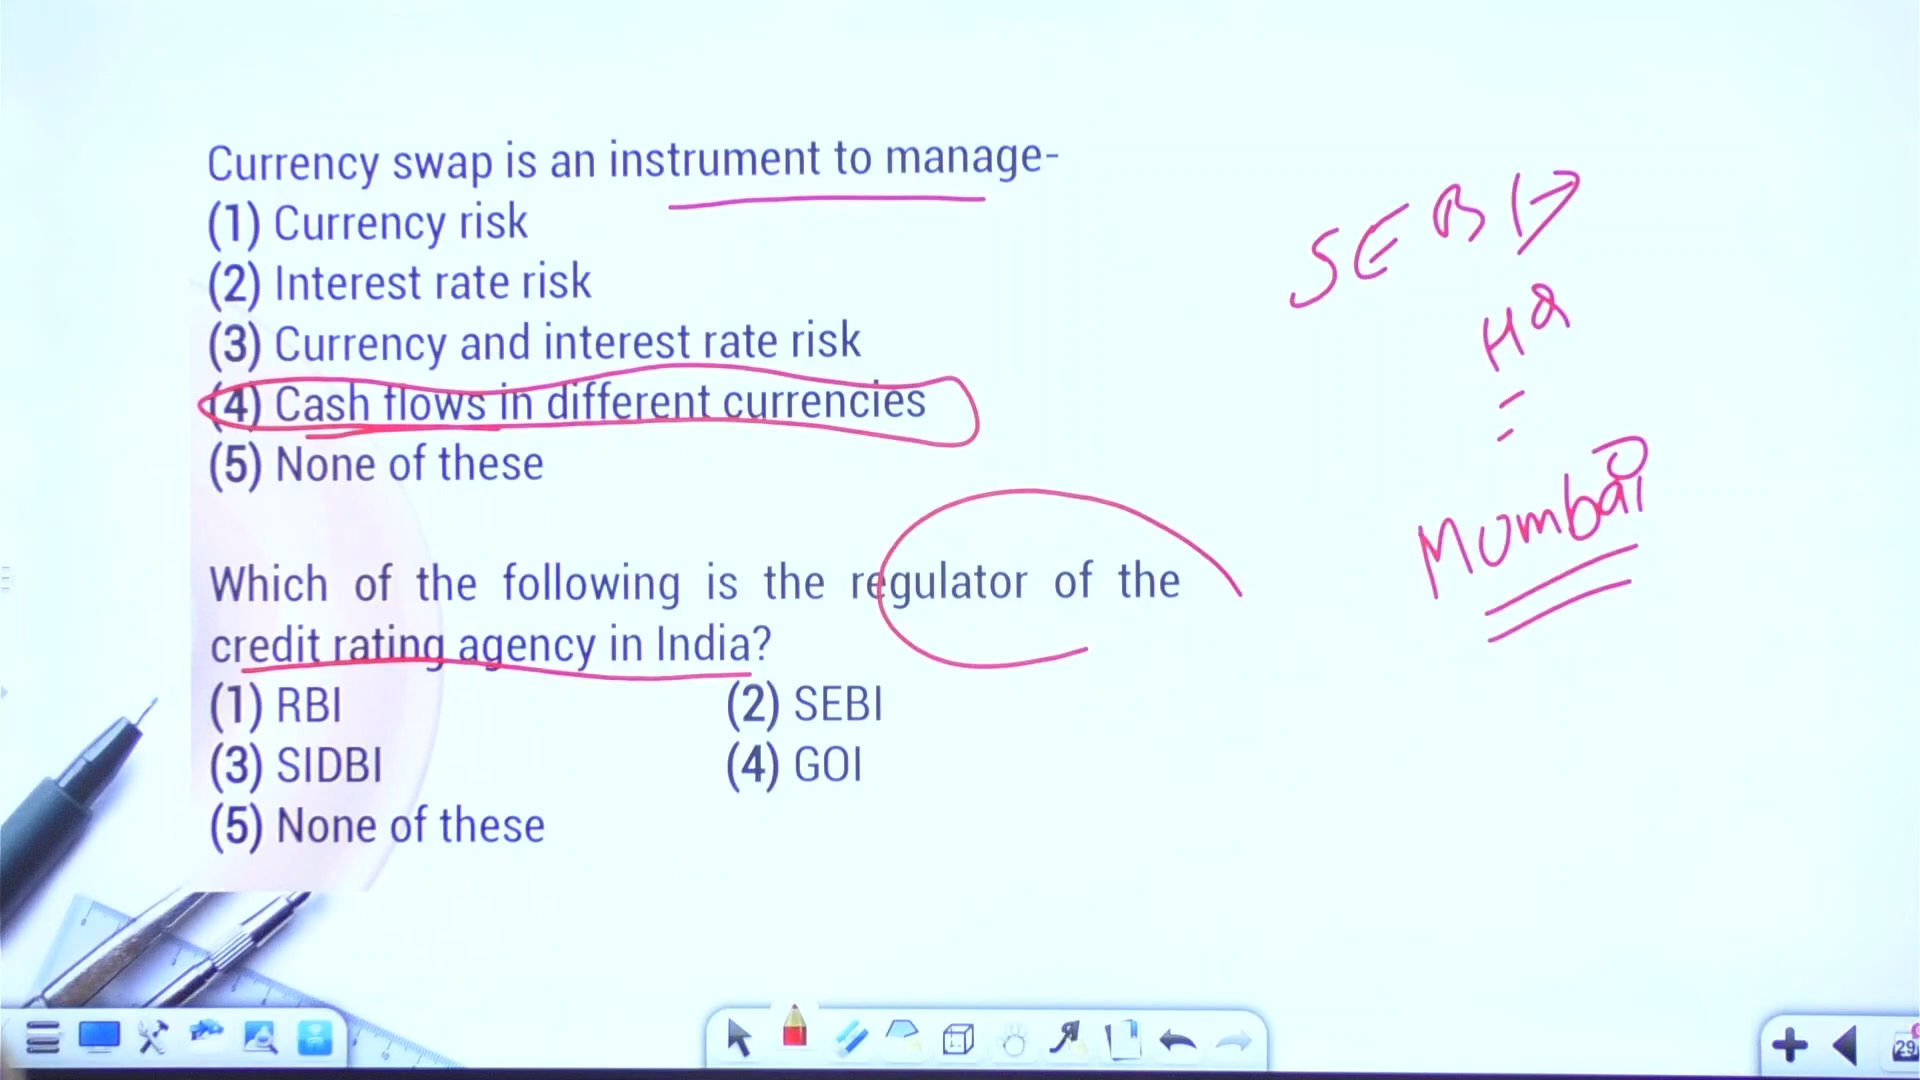 Currency swap is an instrument to manage-
(1) Currency risk
(2) Interest rate risk
(3) Currency and interest rate risk
(4) Cash flows in different currencies
(5) None of these
Which of the following is the regulator of the
credit rating agency in India?
(1) RBI (2) SEBI
(3) SIDBI (4) GOI
(5) None of these
SEBI
HQ
Mumbai
29